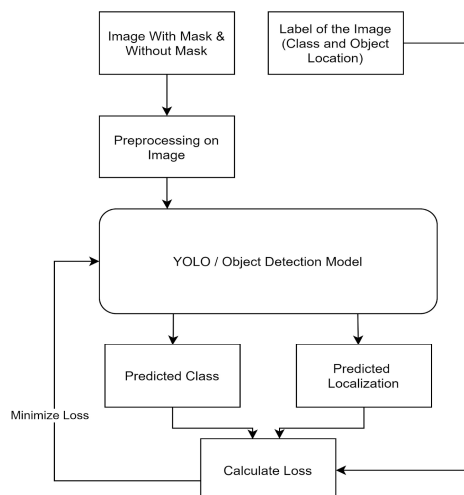 Image With Mask &
Without Mask
Label of the Image
(Class and Object
Location)
Preprocessing on
Image
YOLO / Object Detection Model
Predicted Class
Predicted
Localization
Minimize Loss
Calculate Loss